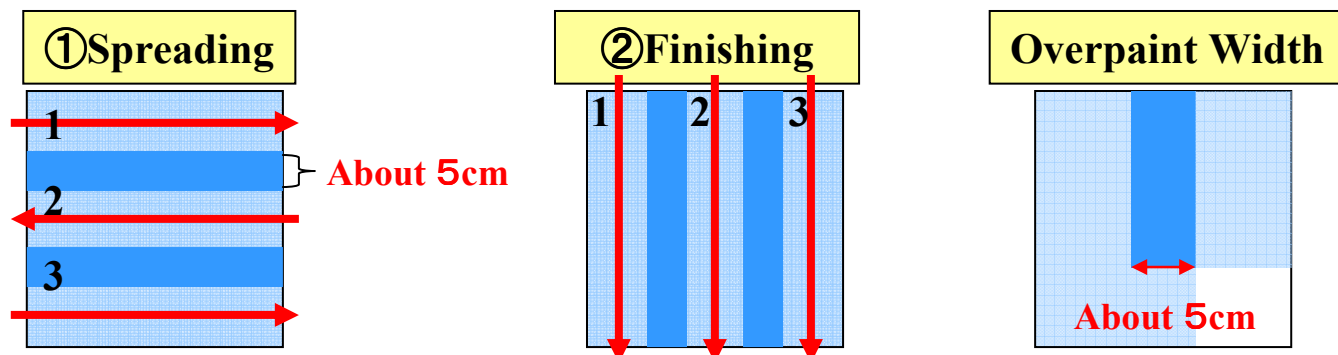 ①Spreading
1
2
3
About 5cm
②Finishing
1 2 3
Overpaint Width
About 5cm